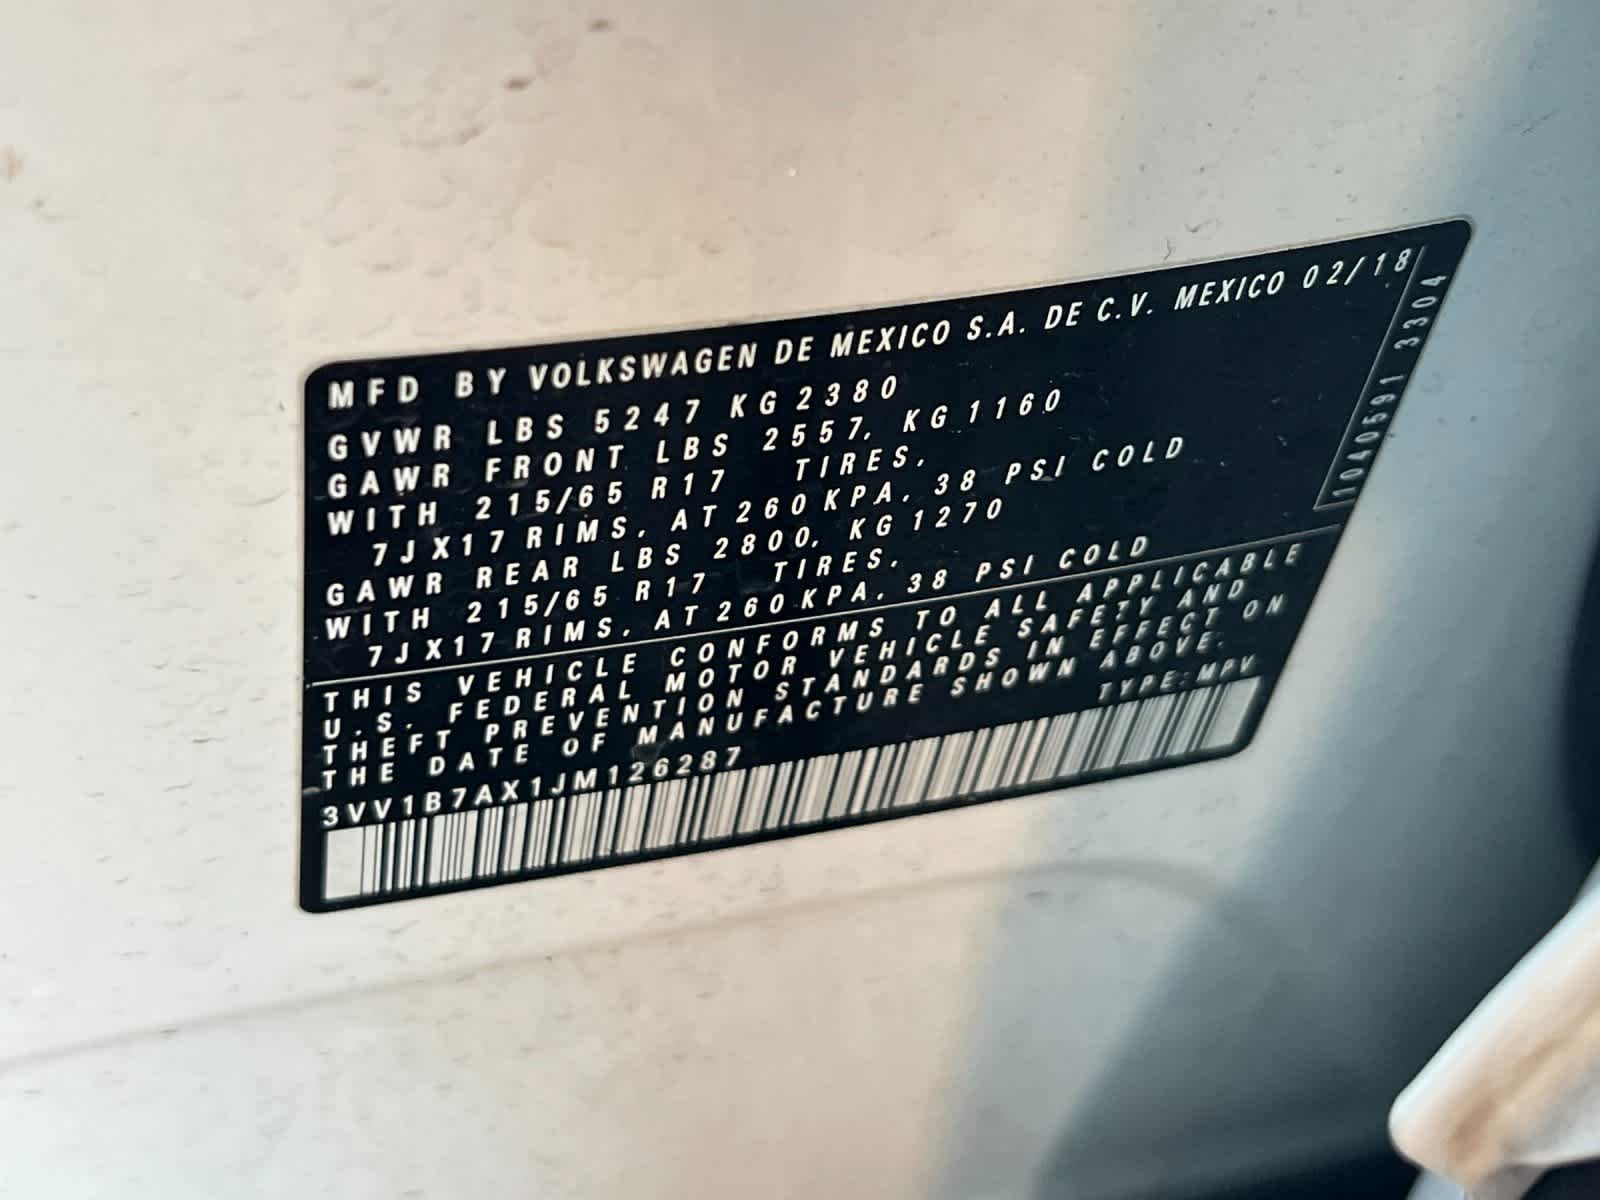 MFD BY VOLKSWAGEN DE MEXICO S.A. DE C.V. MEXICO 02/18
GVWR LBS 5247 KG 2380
GAWR FRONT LBS 2557, KG 1160
WITH 215/65 R17 TIRES,
7JX17 RIMS, AT 260 KPA, 38 PSI COLD
GAWR REAR LBS 2800, KG 1270
WITH 215/65 R17 TIRES,
7JX17 RIMS, AT 260 KPA, 38 PSI COLD
THIS VEHICLE CONFORMS TO ALL APPLICABLE
U.S. FEDERAL MOTOR VEHICLE SAFETY AND
THEFT PREVENTION STANDARDS IN EFFECT ON
THE DATE OF MANUFACTURE SHOWN ABOVE.
TYPE: MPV
3VV1B7AX1JM126287
1040591 3304